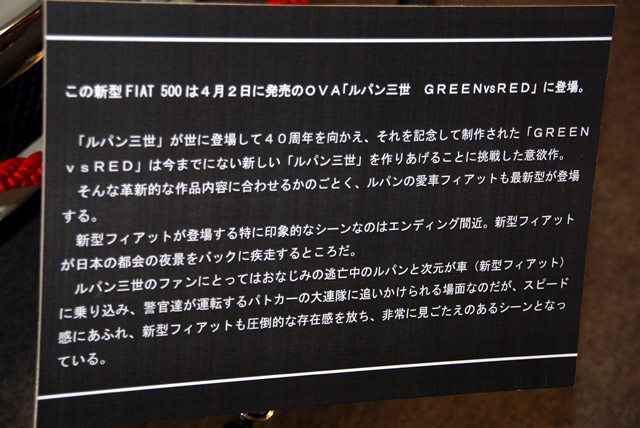 この新型FIAT 500は４月２日に発売のＯＶＡ「ルパン三世　ＧＲＥＥＮvsＲＥＤ」に登場。
「ルパン三世」が世に登場して４０周年を向かえ、それを記念して制作された「ＧＲＥＥＮ
ｖｓＲＥＤ」は今までにない新しい「ルパン三世」を作りあげることに挑戦した意欲作。
そんな革新的な作品内容に合わせるかのごとく、ルパンの愛車フィアットも最新型が登場
する。
新型フィアットが登場する特に印象的なシーンなのはエンディング間近。新型フィアット
が日本の都会の夜景をバックに疾走するところだ。
ルパン三世のファンにとってはおなじみの逃亡中のルパンと次元が車（新型フィアット）
に乗り込み、警官達が運転するパトカーの大連隊に追いかけられる場面なのだが、スピード
感にあふれ、新型フィアットも圧倒的な存在感を放ち、非常に見ごたえのあるシーンとなっ
ている。